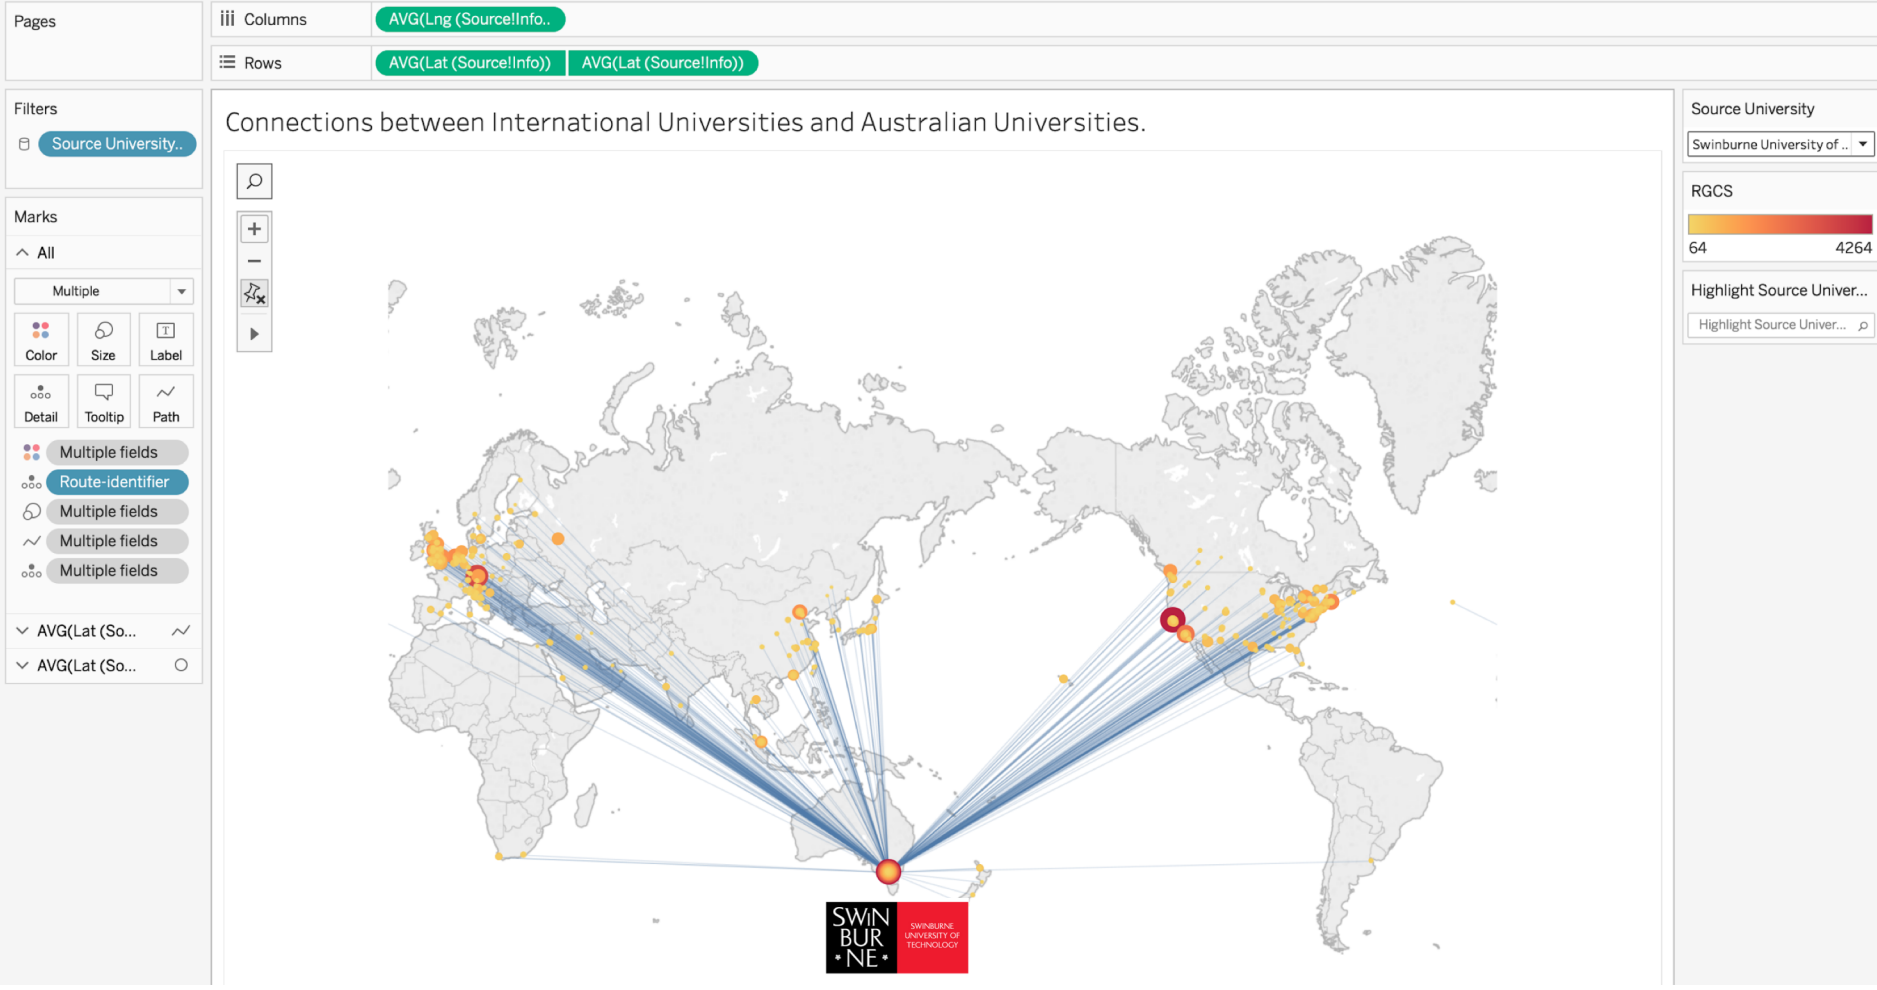 Pages
Columns
AVG(Lng (Source!Info..
Rows
AVG(Lat (Source!Info))
AVG(Lat (Source!Info))
Filters
Source University..
Marks
All
Multiple
Color
Size
T
Label
Detail
Tooltip
Path
Multiple fields
Route-identifier
Multiple fields
Multiple fields
Multiple fields
AVG(Lat (So...
AVG(Lat (So...
Connections between International Universities and Australian Universities.
SWIN
BUR
NE
SWINBURNE
UNIVERSITY OF
TECHNOLOGY
Source University
Swinburne University of ..
RGCS
64
4264
Highlight Source Univer...
Highlight Source Univer...